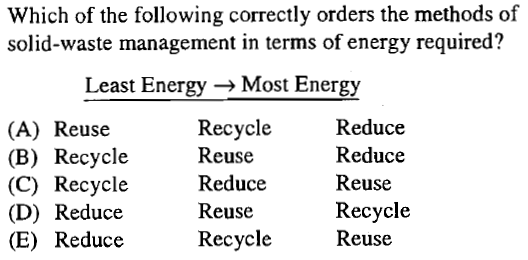 Which of the following correctly orders the methods of
solid-waste management in terms of energy required?
Least Energy → Most Energy
(A) Reuse Recycle Reduce
(B) Recycle Reuse Reduce
(C) Recycle Reduce Reuse
(D) Reduce Reuse Recycle
(E) Reduce Recycle Reuse